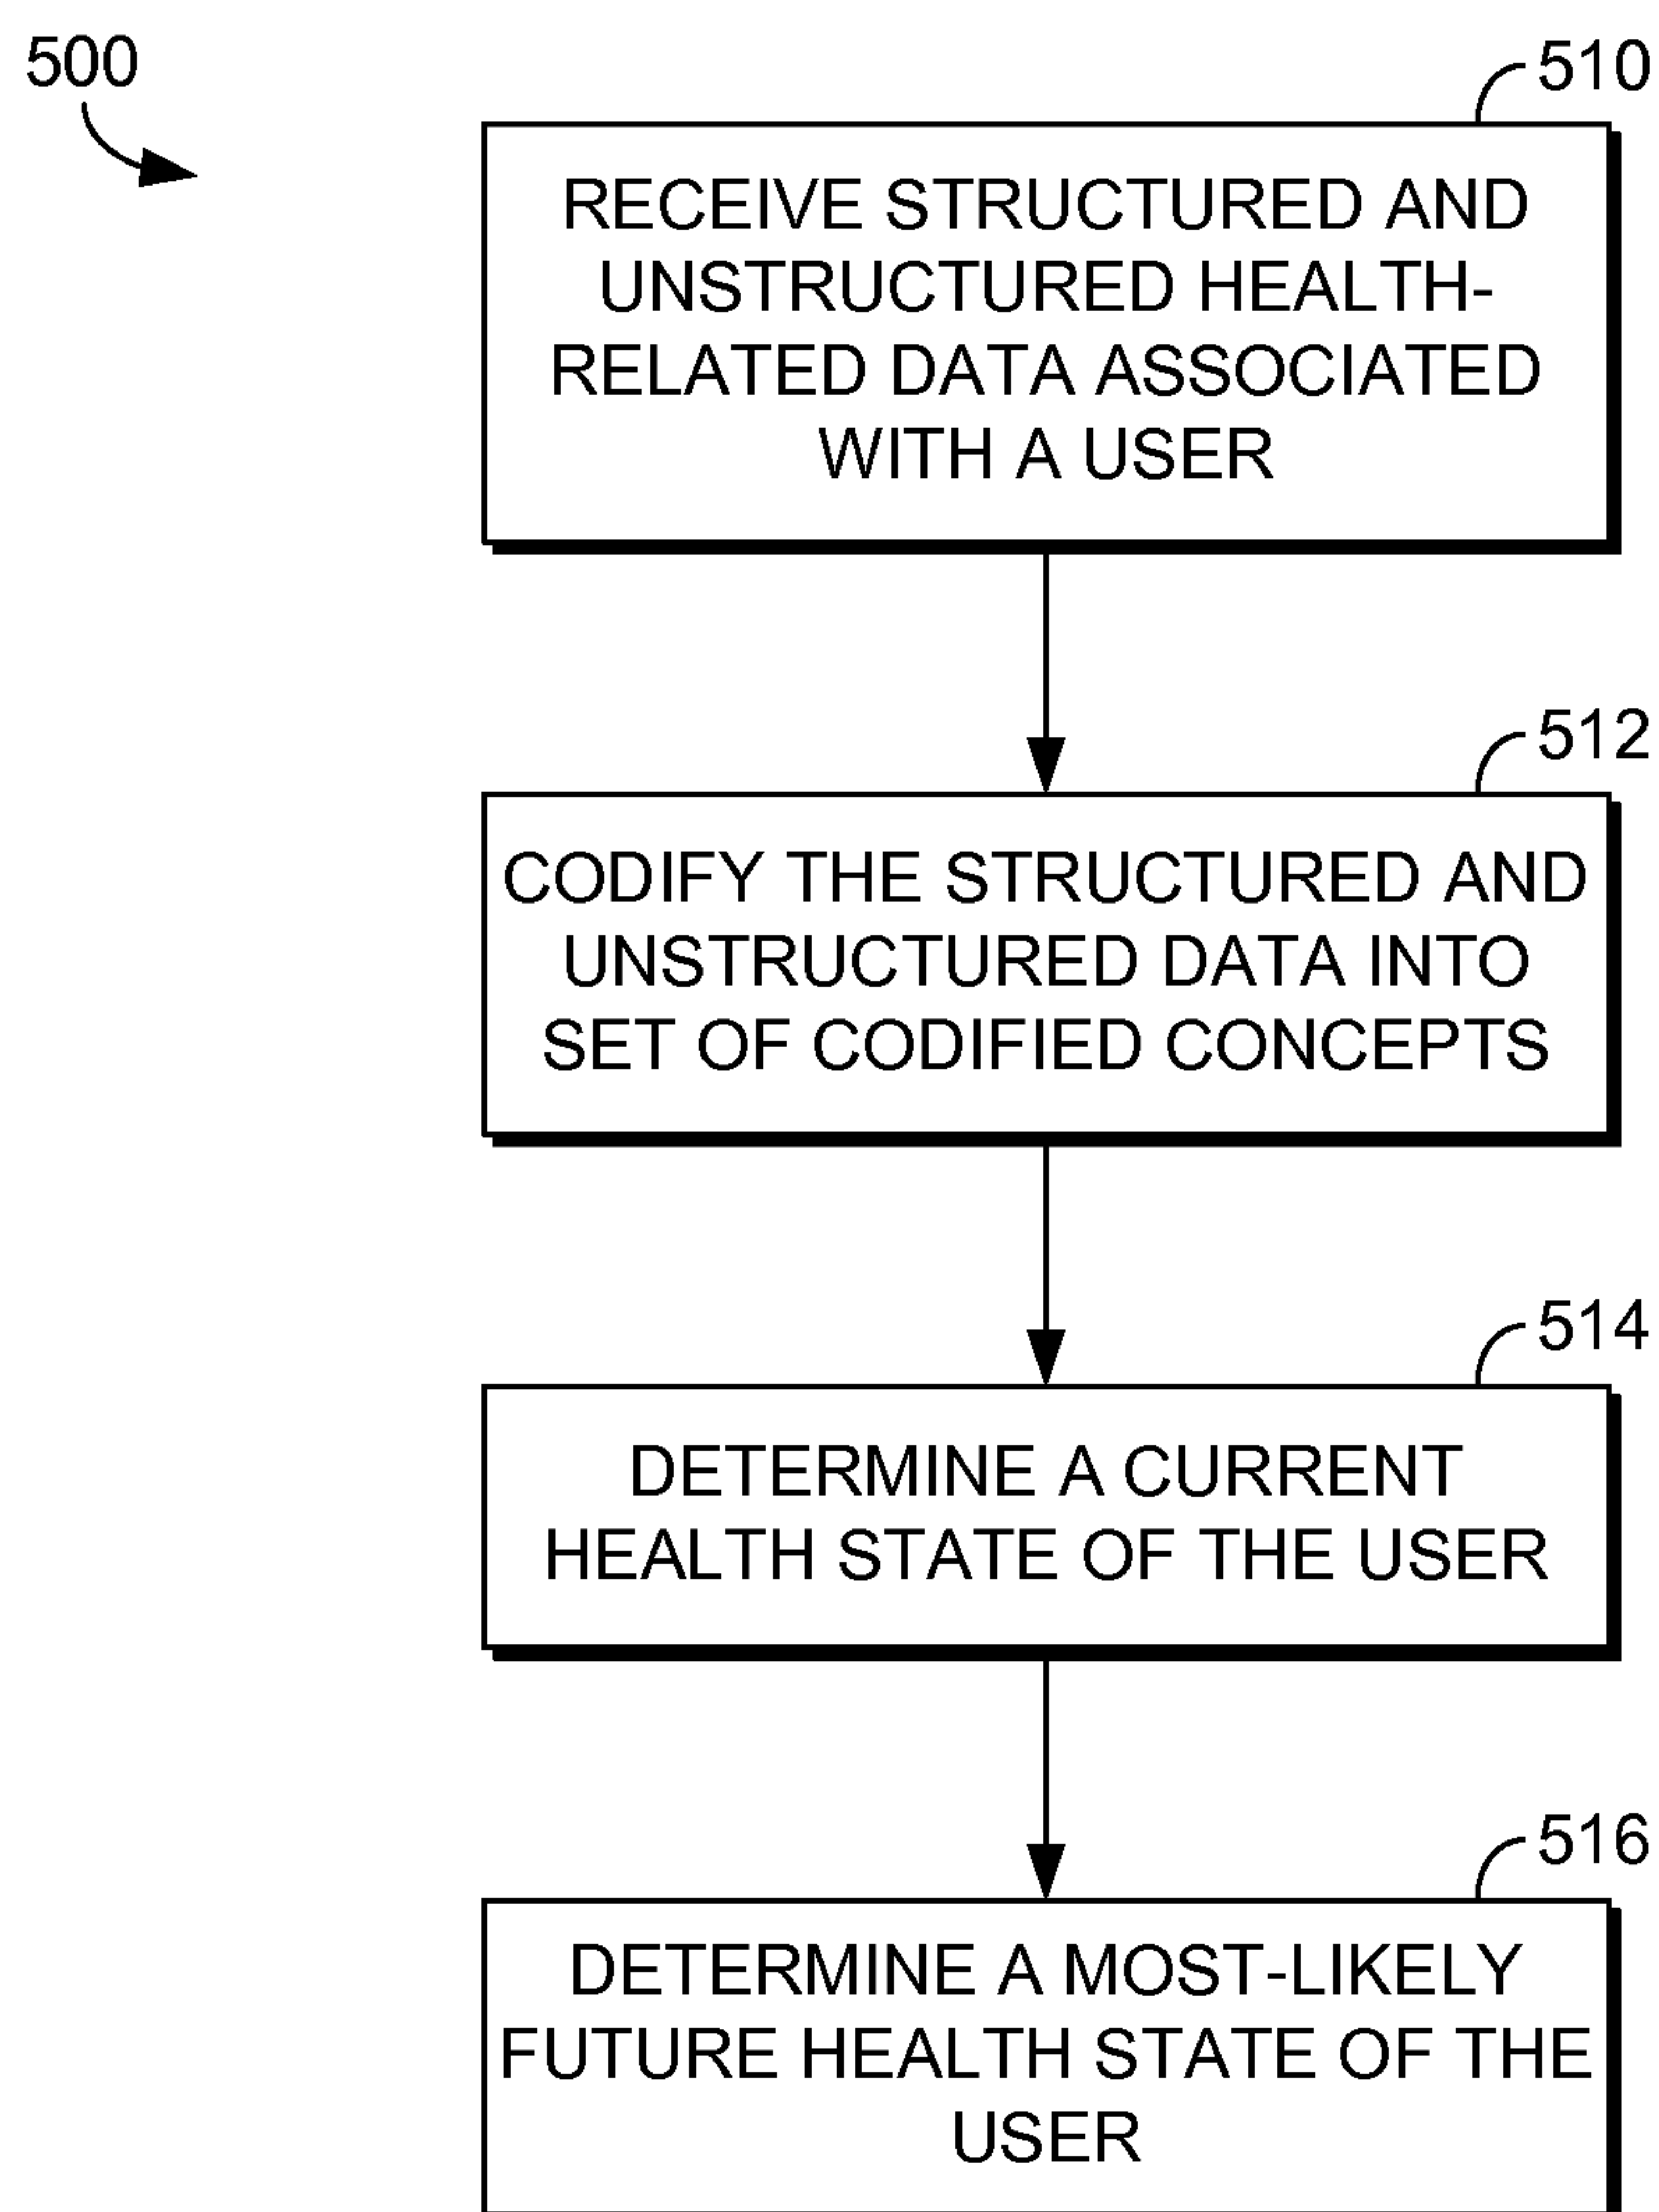 500
510
RECEIVE STRUCTURED AND
UNSTRUCTURED HEALTH-
RELATED DATA ASSOCIATED
WITH A USER
512
CODIFY THE STRUCTURED AND
UNSTRUCTURED DATA INTO
SET OF CODIFIED CONCEPTS
514
DETERMINE A CURRENT
HEALTH STATE OF THE USER
516
DETERMINE A MOST-LIKELY
FUTURE HEALTH STATE OF THE
USER